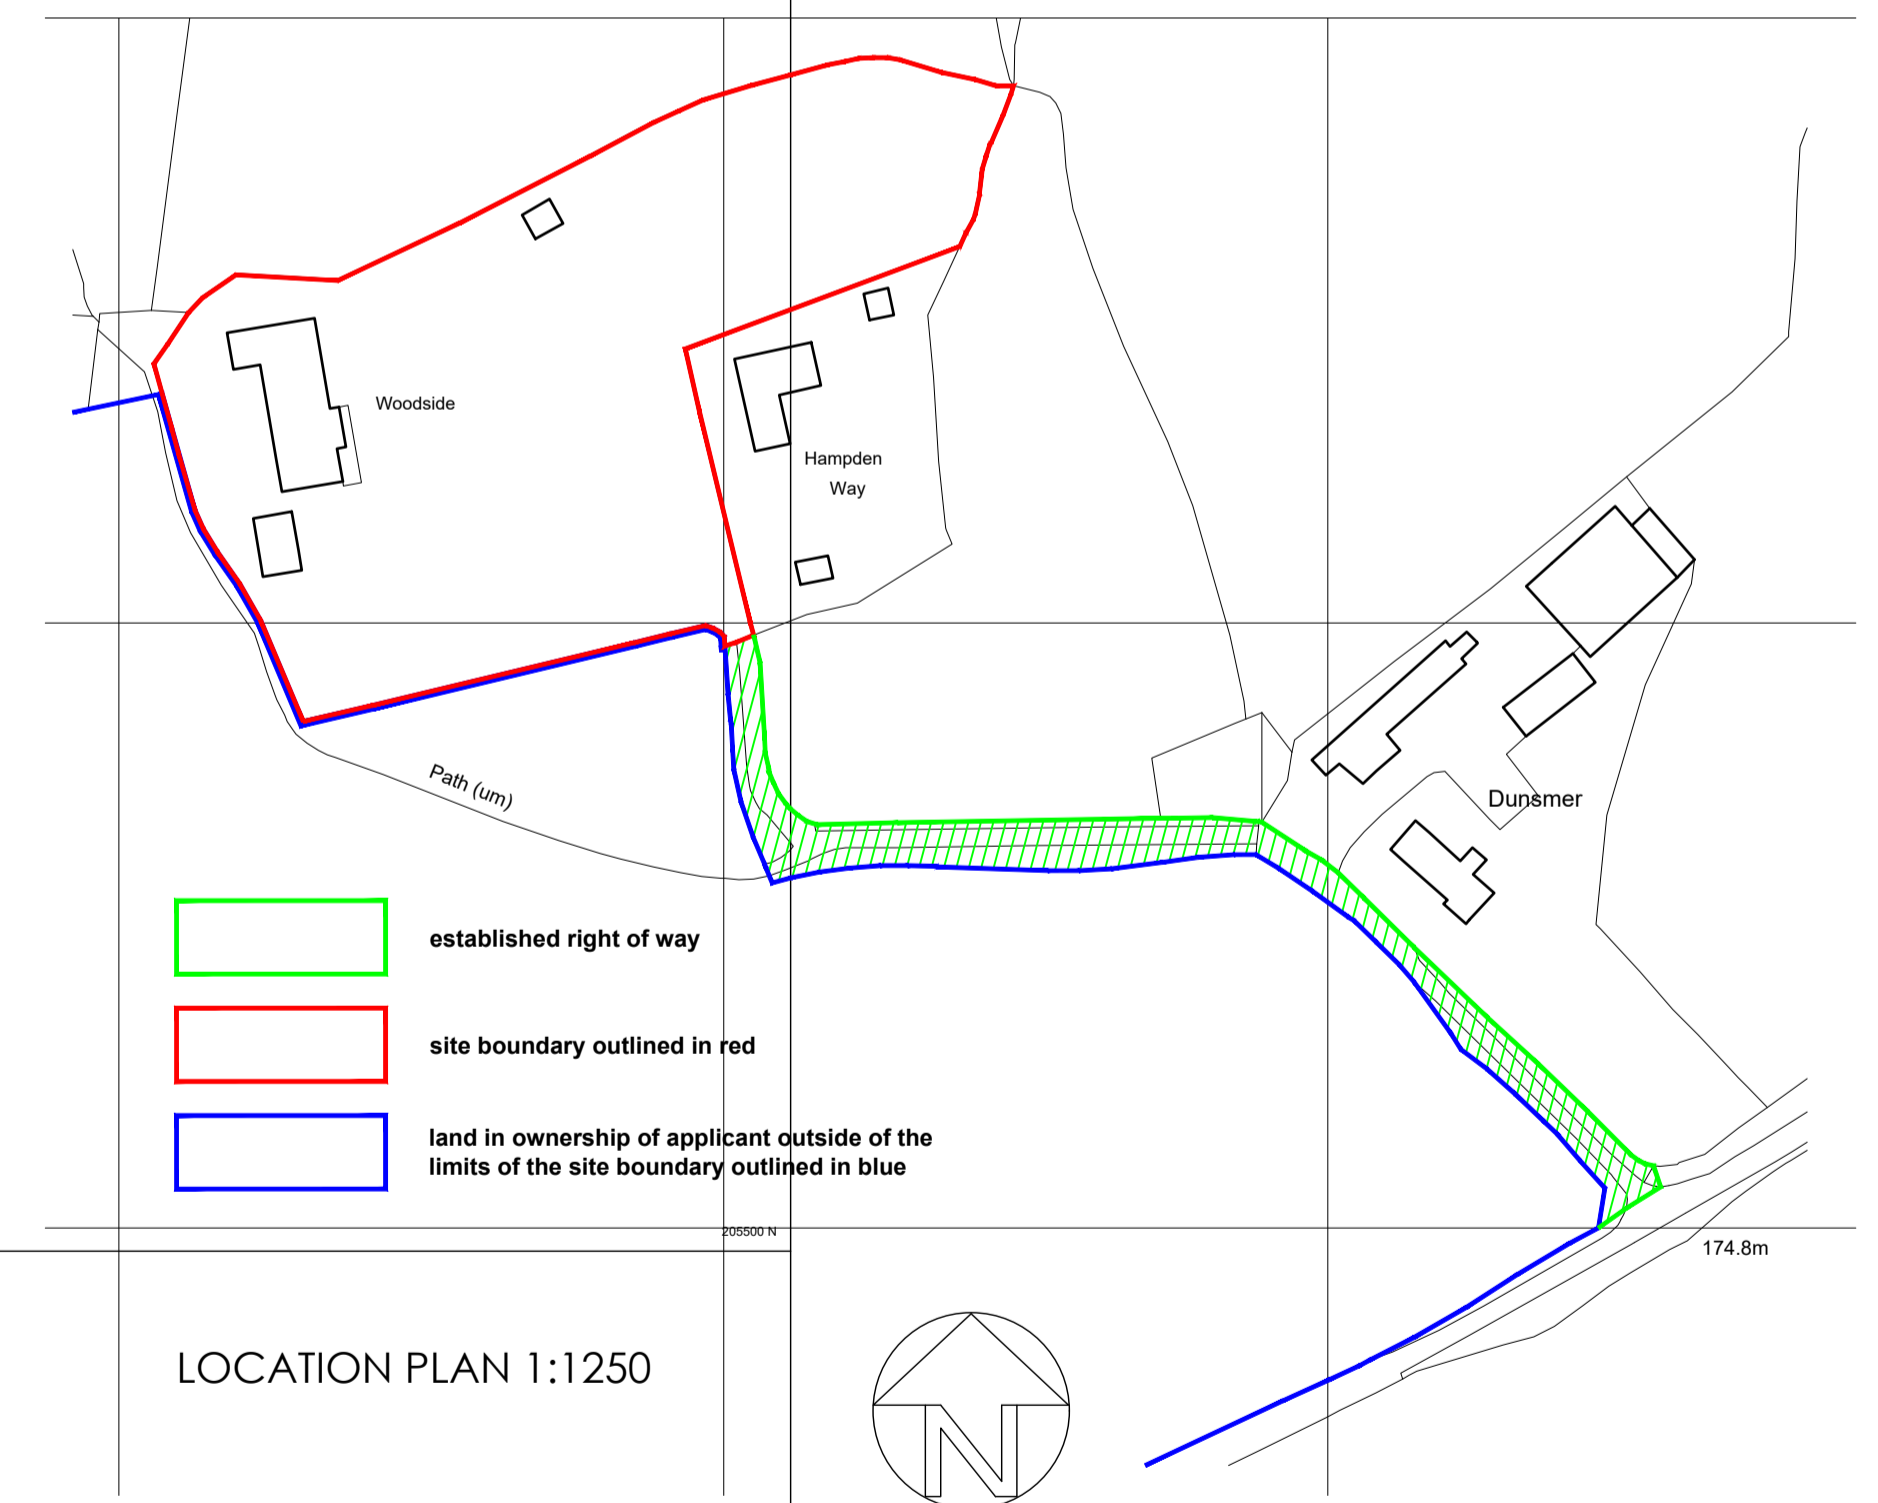 Woodside
Hampden
Way
Path (um)
Dunsmer
established right of way
site boundary outlined in red
land in ownership of applicant outside of the
limits of the site boundary outlined in blue
205500 N
174.8m
LOCATION PLAN 1:1250
N